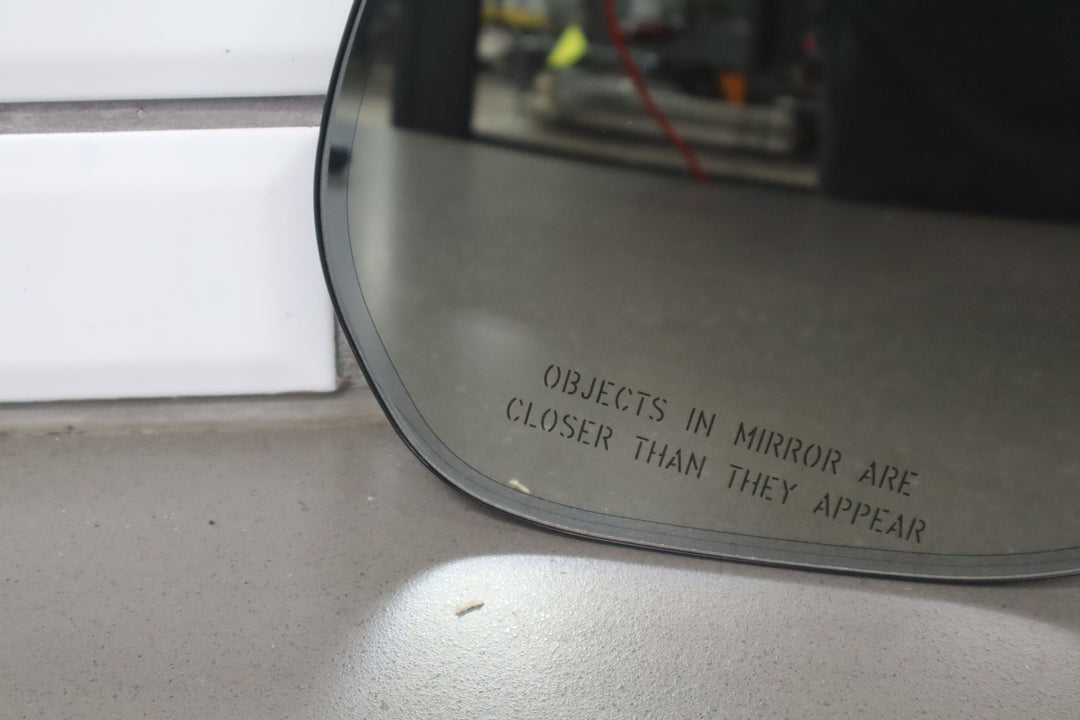 OBJECTS IN MIRROR ARE
CLOSER THAN THEY APPEAR